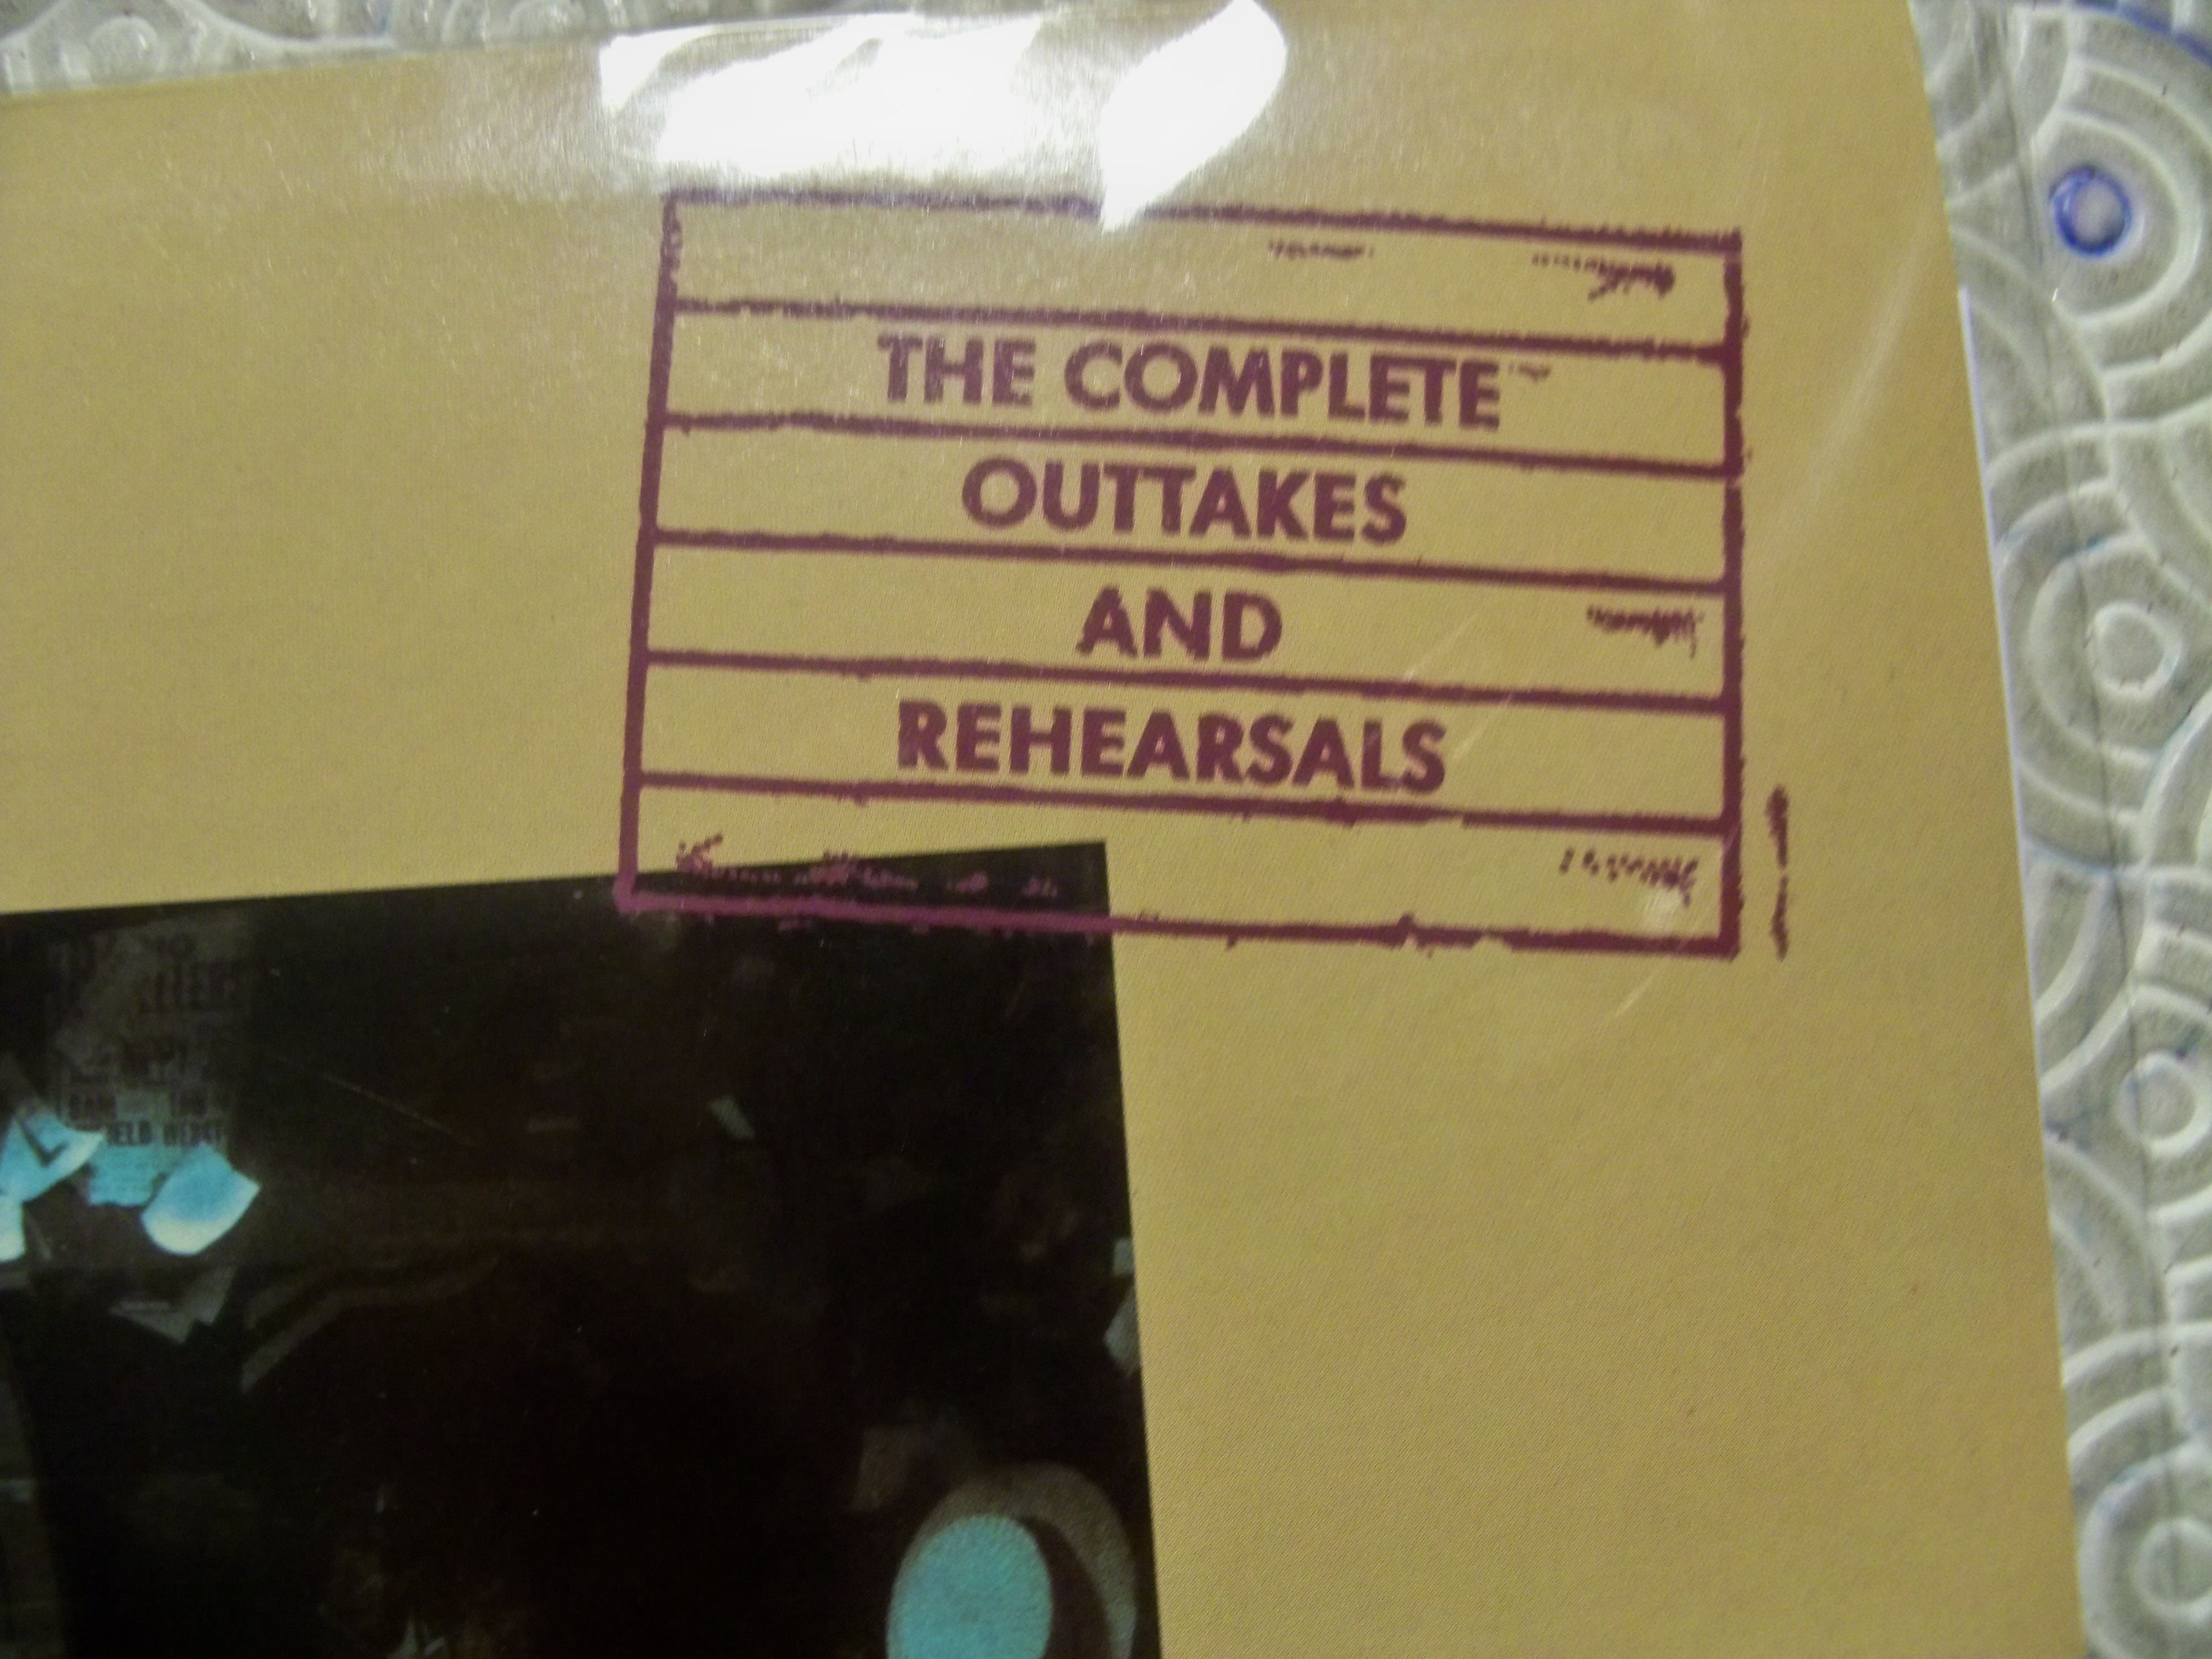 THE COMPLETE
OUTTAKES
AND
REHEARSALS